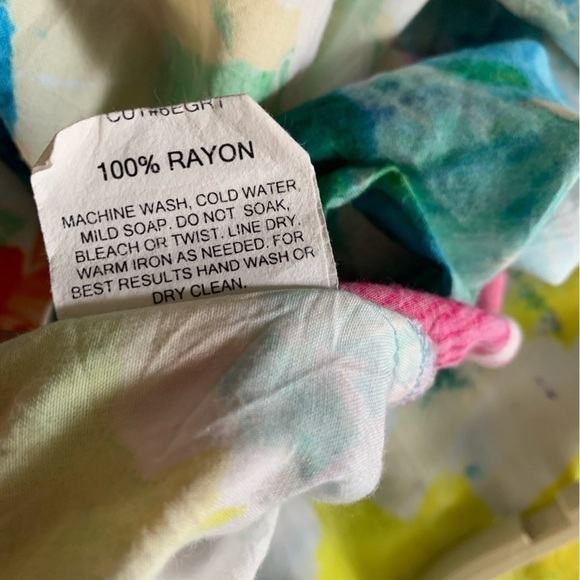 100% RAYON
MACHINE WASH, COLD WATER,
MILD SOAP. DO NOT SOAK,
BLEACH OR TWIST. LINE DRY.
WARM IRON AS NEEDED. FOR
BEST RESULTS HAND WASH OR
DRY CLEAN.